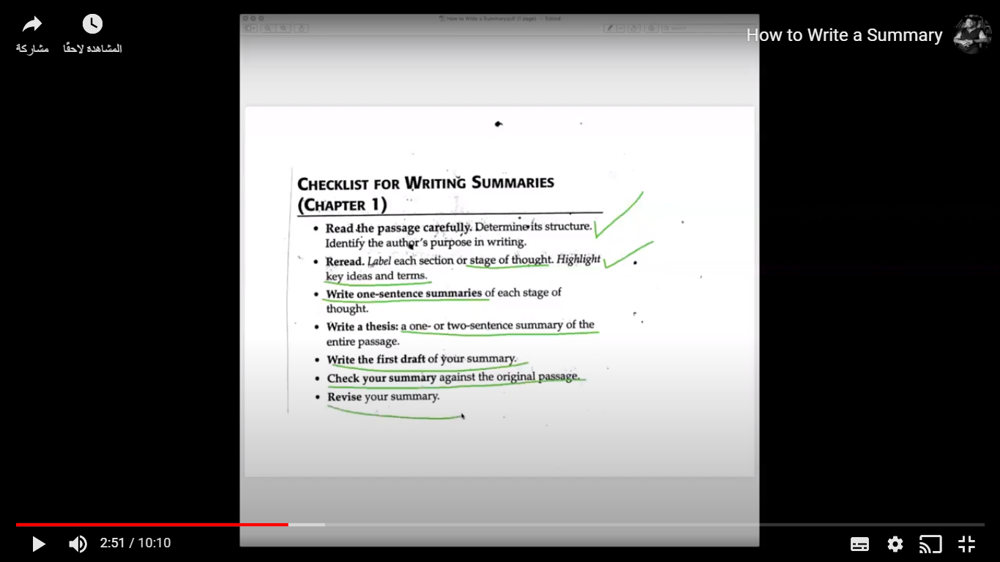 How to Write a Summary.pdf (1 page) — Edited
Search
مشاركة
المشاهدة لاحقًا
How to Write a Summary
CHECKLIST FOR WRITING SUMMARIES
(CHAPTER 1)
• Read the passage carefully. Determine its structure.
Identify the author's purpose in writing.
• Reread. Label each section or stage of thought. Highlight
key ideas and terms.
• Write one-sentence summaries of each stage of
thought.
• Write a thesis: a one- or two-sentence summary of the
entire passage.
• Write the first draft of your summary.
• Check your summary against the original passage.
• Revise your summary.
2:51 / 10:10